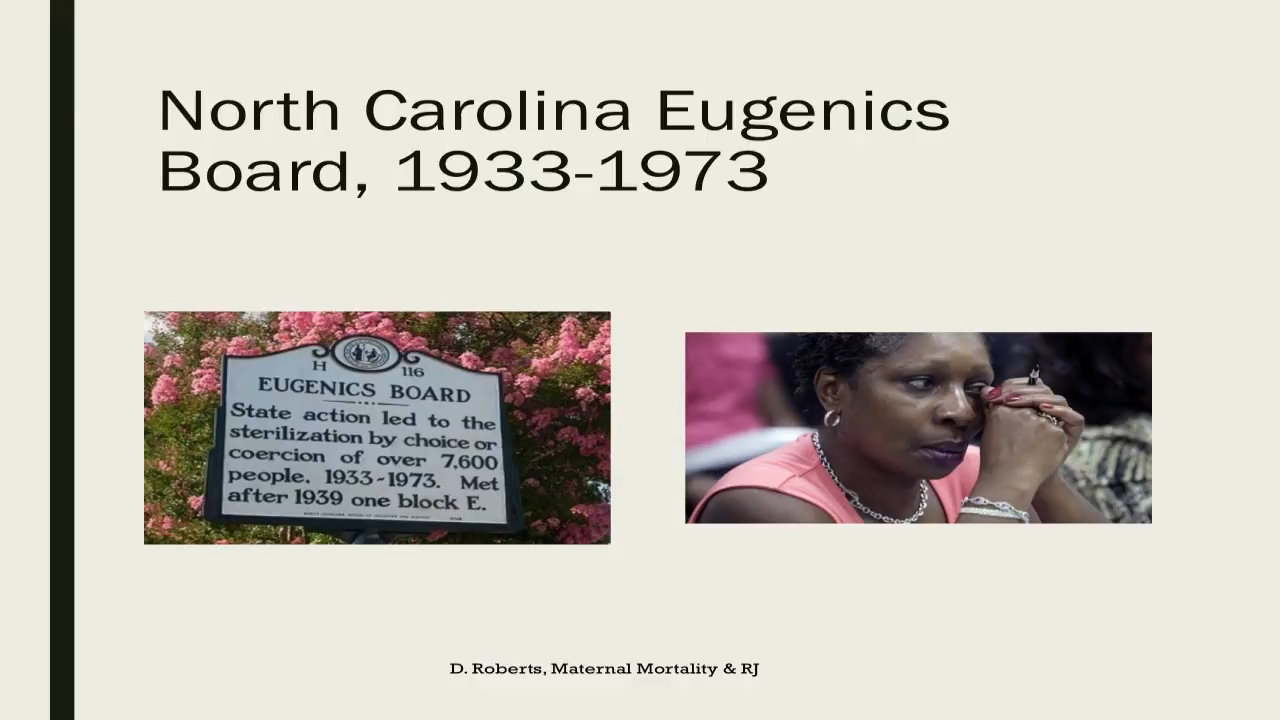 North Carolina Eugenics
Board, 1933-1973
H 116
EUGENICS BOARD
State action led to the
sterilization by choice or
coercion of over 7,600
people. 1933-1973. Met
after 1939 one block E.
D. Roberts, Maternal Mortality & RJ